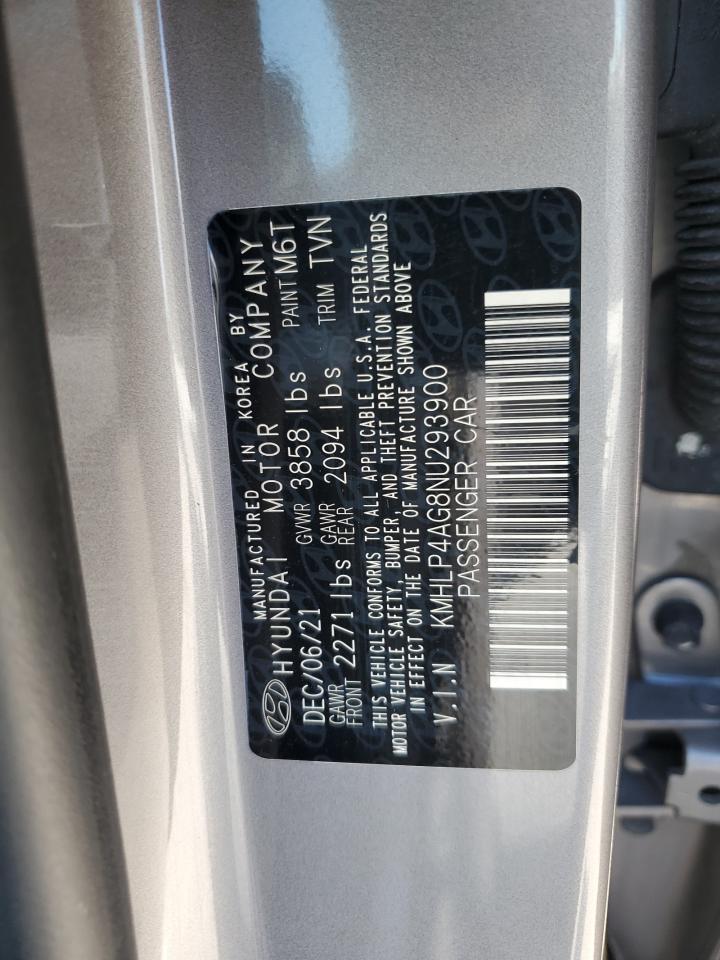 MANUFACTURED IN KOREA BY
HYUNDAI MOTOR COMPANY
DEC/06/21 GVWR 3858 lbs PAINT M6T
GAWR FRONT 2271 lbs GAWR REAR 2094 lbs TRIM TVN
THIS VEHICLE CONFORMS TO ALL APPLICABLE U.S.A. FEDERAL
MOTOR VEHICLE SAFETY, BUMPER, AND THEFT PREVENTION STANDARDS
IN EFFECT ON THE DATE OF MANUFACTURE SHOWN ABOVE
V.I.N KMHLP4AG8NU293900
PASSENGER CAR